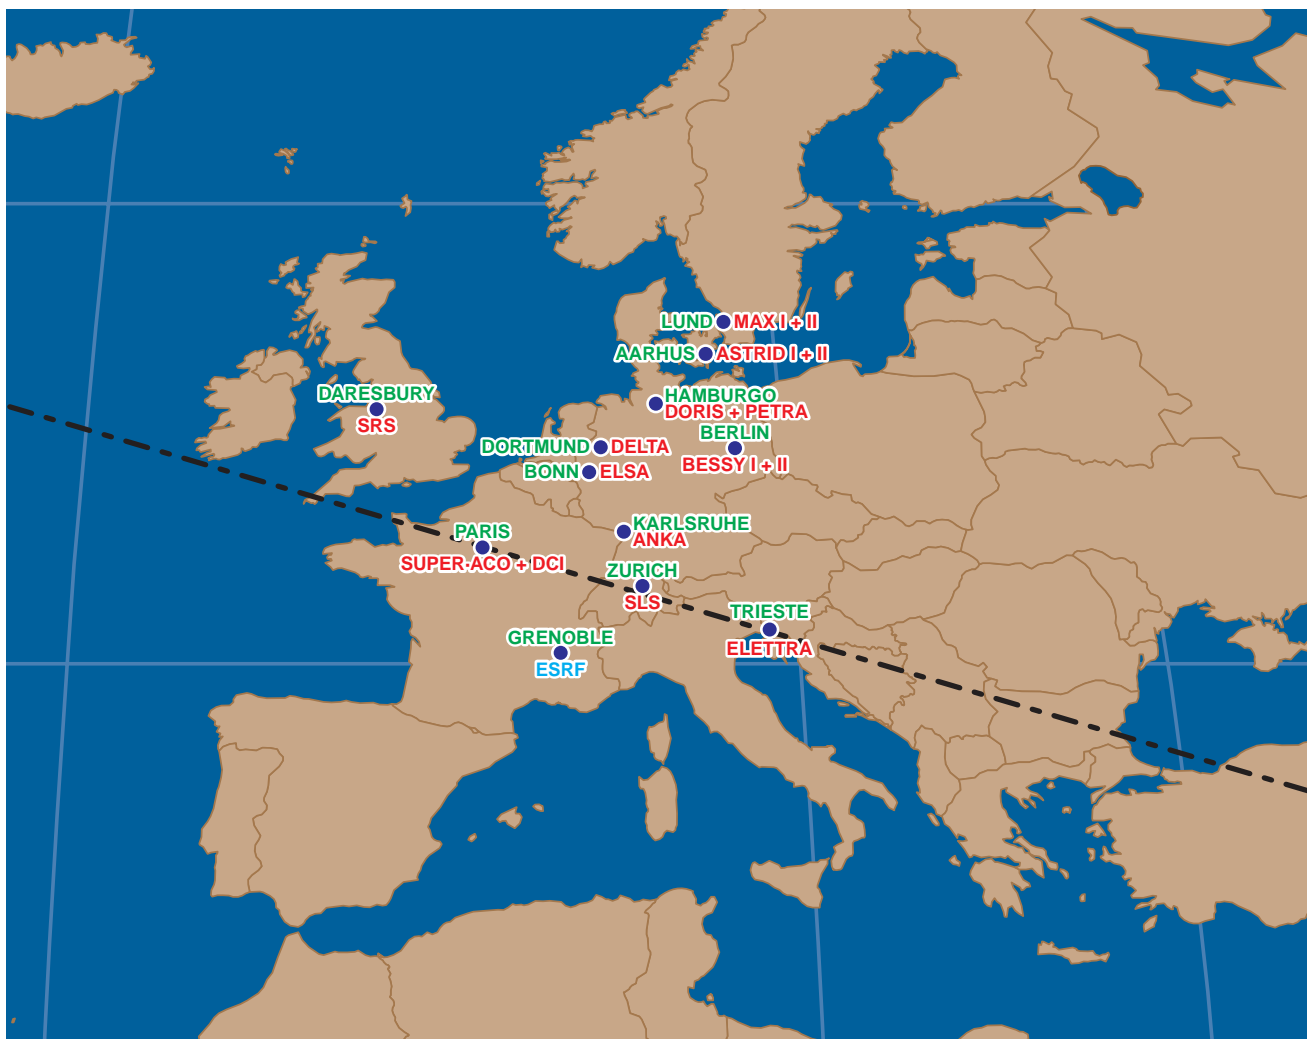 LUND MAX I + II
AARHUS ASTRID I + II
DARESBURY
SRS
HAMBURGO
DORIS + PETRA
BERLIN
BESSY I + II
DORTMUND DELTA
BONN ELSA
KARLSRUHE
ANKA
PARIS
SUPER-ACO + DCI
ZURICH
SLS
TRIESTE
ELETTRA
GRENOBLE
ESRF